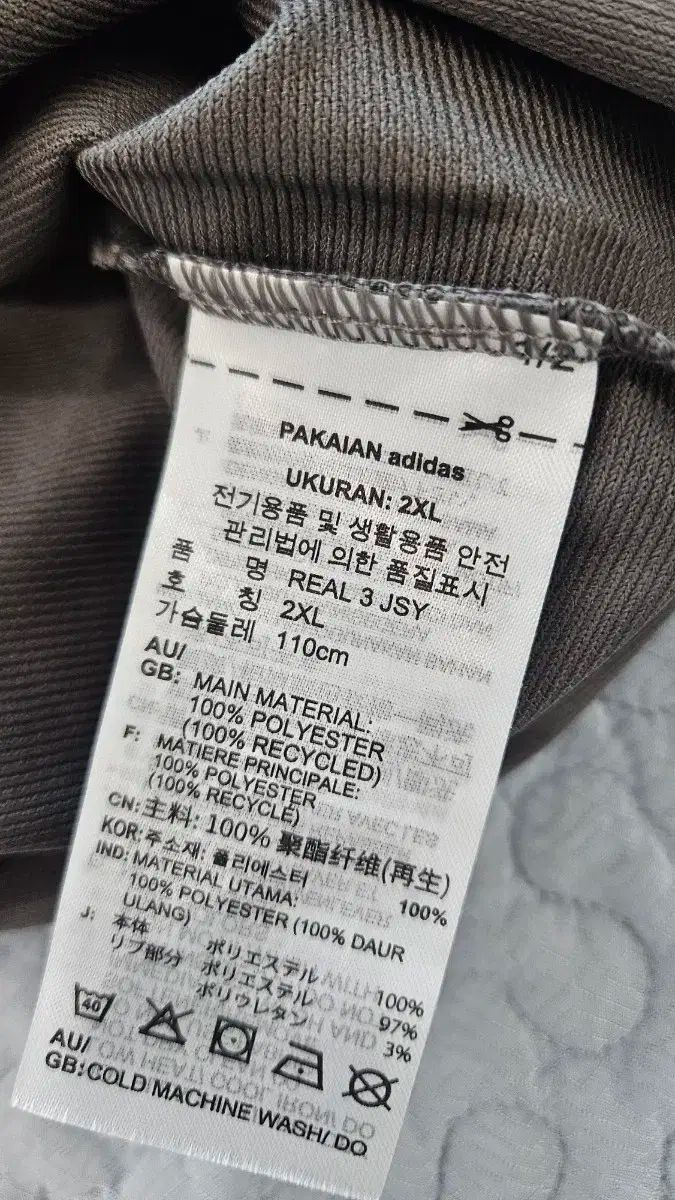 1/2
PAKAIAN adidas
UKURAN: 2XL
전기용품 및 생활용품 안전
관리법에 의한 품질표시
품 명 REAL 3 JSY
호 칭 2XL
가슴둘레 110cm
AU/
GB: MAIN MATERIAL:
100% POLYESTER
(100% RECYCLED)
F: MATIERE PRINCIPALE:
100% POLYESTER
(100% RECYCLÉ)
CN: 主料: 100% 聚酯纤维(再生)
KOR: 주소재: 폴리에스터 100%
IND: MATERIAL UTAMA:
100% POLYESTER (100% DAUR
ULANG)
J: 本体 ポリエステル 100%
リブ部分 ポリエステル 97%
ポリウレタン 3%
40
AU/
GB: COLD MACHINE WASH/ DO